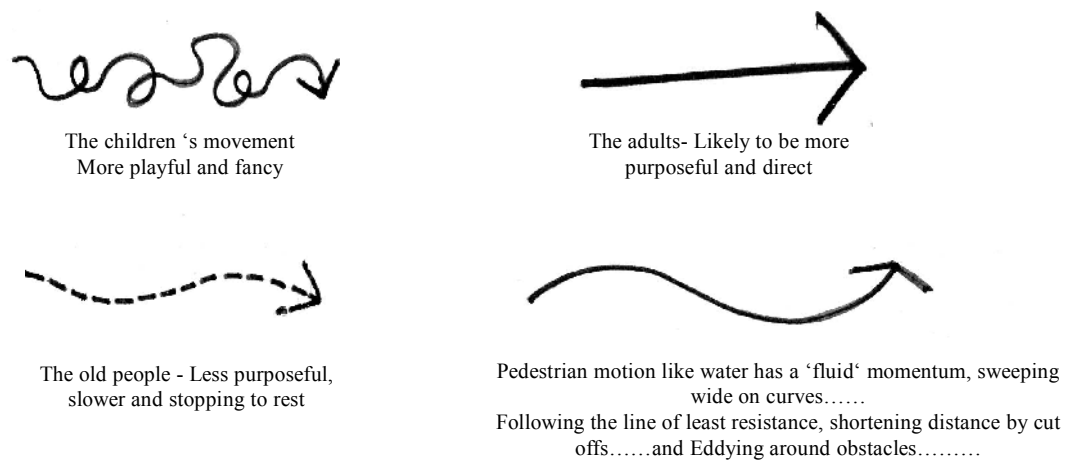 The children ‘s movement
More playful and fancy
The adults- Likely to be more
purposeful and direct
The old people - Less purposeful,
slower and stopping to rest
Pedestrian motion like water has a ‘fluid‘ momentum, sweeping
wide on curves……
Following the line of least resistance, shortening distance by cut
offs……and Eddying around obstacles………